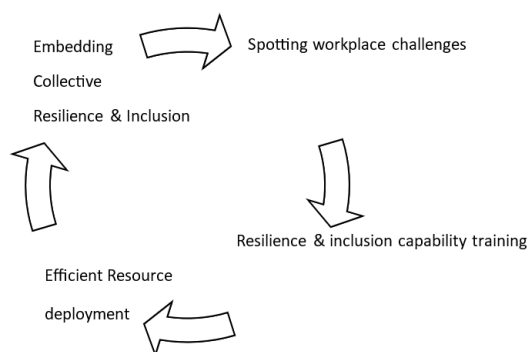 Embedding
Collective
Resilience & Inclusion
Spotting workplace challenges
Resilience & inclusion capability training
Efficient Resource
deployment